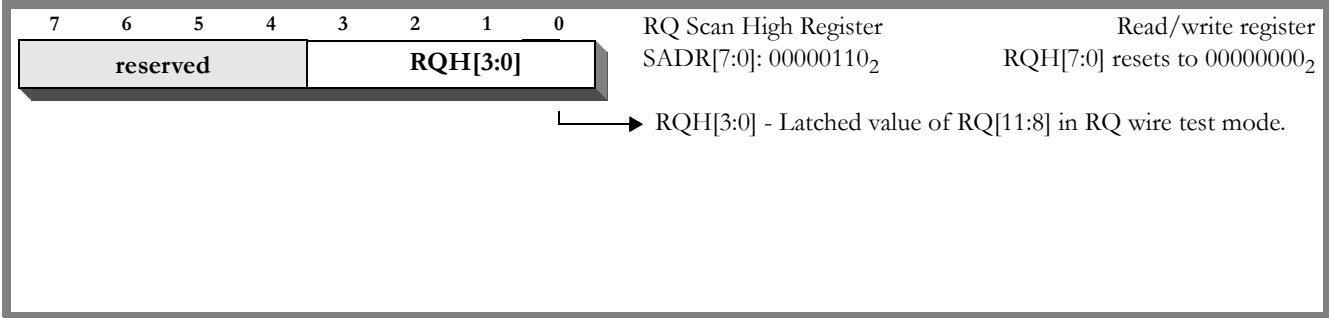 7 6 5 4 3 2 1 0
reserved RQH[3:0]
RQ Scan High Register Read/write register
SADR[7:0]: 00000110₂ RQH[7:0] resets to 00000000₂
RQH[3:0] - Latched value of RQ[11:8] in RQ wire test mode.